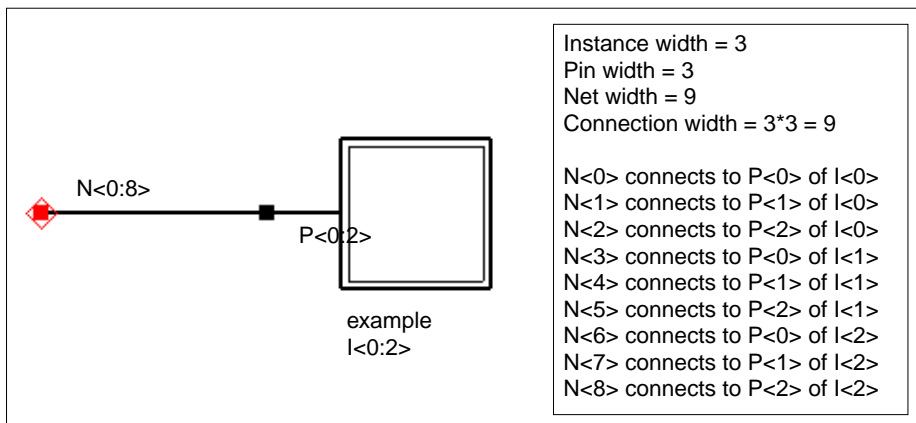 N<0:8>
P<0:2>
example
I<0:2>
Instance width = 3
Pin width = 3
Net width = 9
Connection width = 3*3 = 9
N<0> connects to P<0> of I<0>
N<1> connects to P<1> of I<0>
N<2> connects to P<2> of I<0>
N<3> connects to P<0> of I<1>
N<4> connects to P<1> of I<1>
N<5> connects to P<2> of I<1>
N<6> connects to P<0> of I<2>
N<7> connects to P<1> of I<2>
N<8> connects to P<2> of I<2>